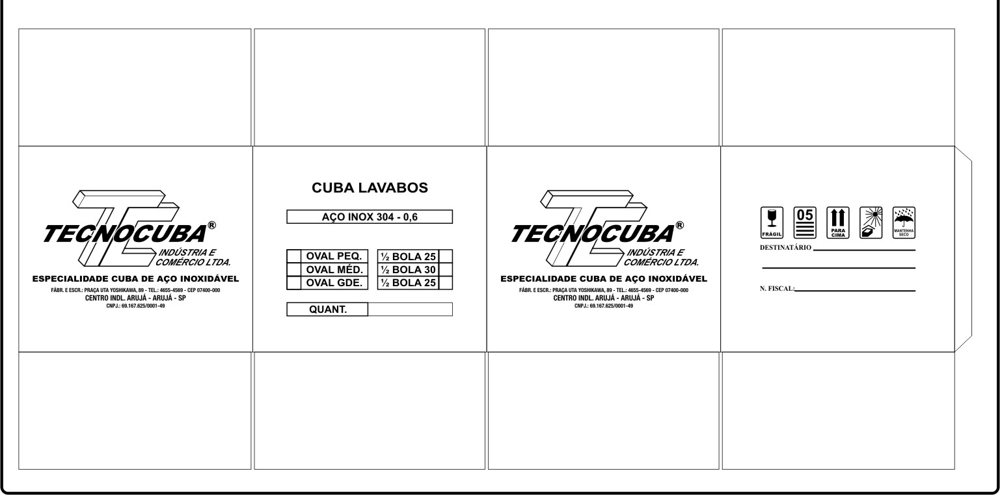 TECNOCUBA®
INDÚSTRIA E
COMÉRCIO LTDA.
ESPECIALIDADE CUBA DE AÇO INOXIDÁVEL
FÁBR. E ESCR.: PRAÇA UTA YOSHIKAWA, 89 - TEL.: 4655-4569 - CEP 07400-000
CENTRO INDL. ARUJÁ - ARUJÁ - SP
CNPJ.: 69.167.625/0001-49
CUBA LAVABOS
AÇO INOX 304 - 0,6
OVAL PEQ. ½ BOLA 25
OVAL MÉD. ½ BOLA 30
OVAL GDE. ½ BOLA 25
QUANT.
TECNOCUBA®
INDÚSTRIA E
COMÉRCIO LTDA.
ESPECIALIDADE CUBA DE AÇO INOXIDÁVEL
FÁBR. E ESCR.: PRAÇA UTA YOSHIKAWA, 89 - TEL.: 4655-4569 - CEP 07400-000
CENTRO INDL. ARUJÁ - ARUJÁ - SP
CNPJ.: 69.167.625/0001-49
FRÁGIL
05
PARA
CIMA
MANTENHA
SECO
DESTINATÁRIO
N. FISCAL: